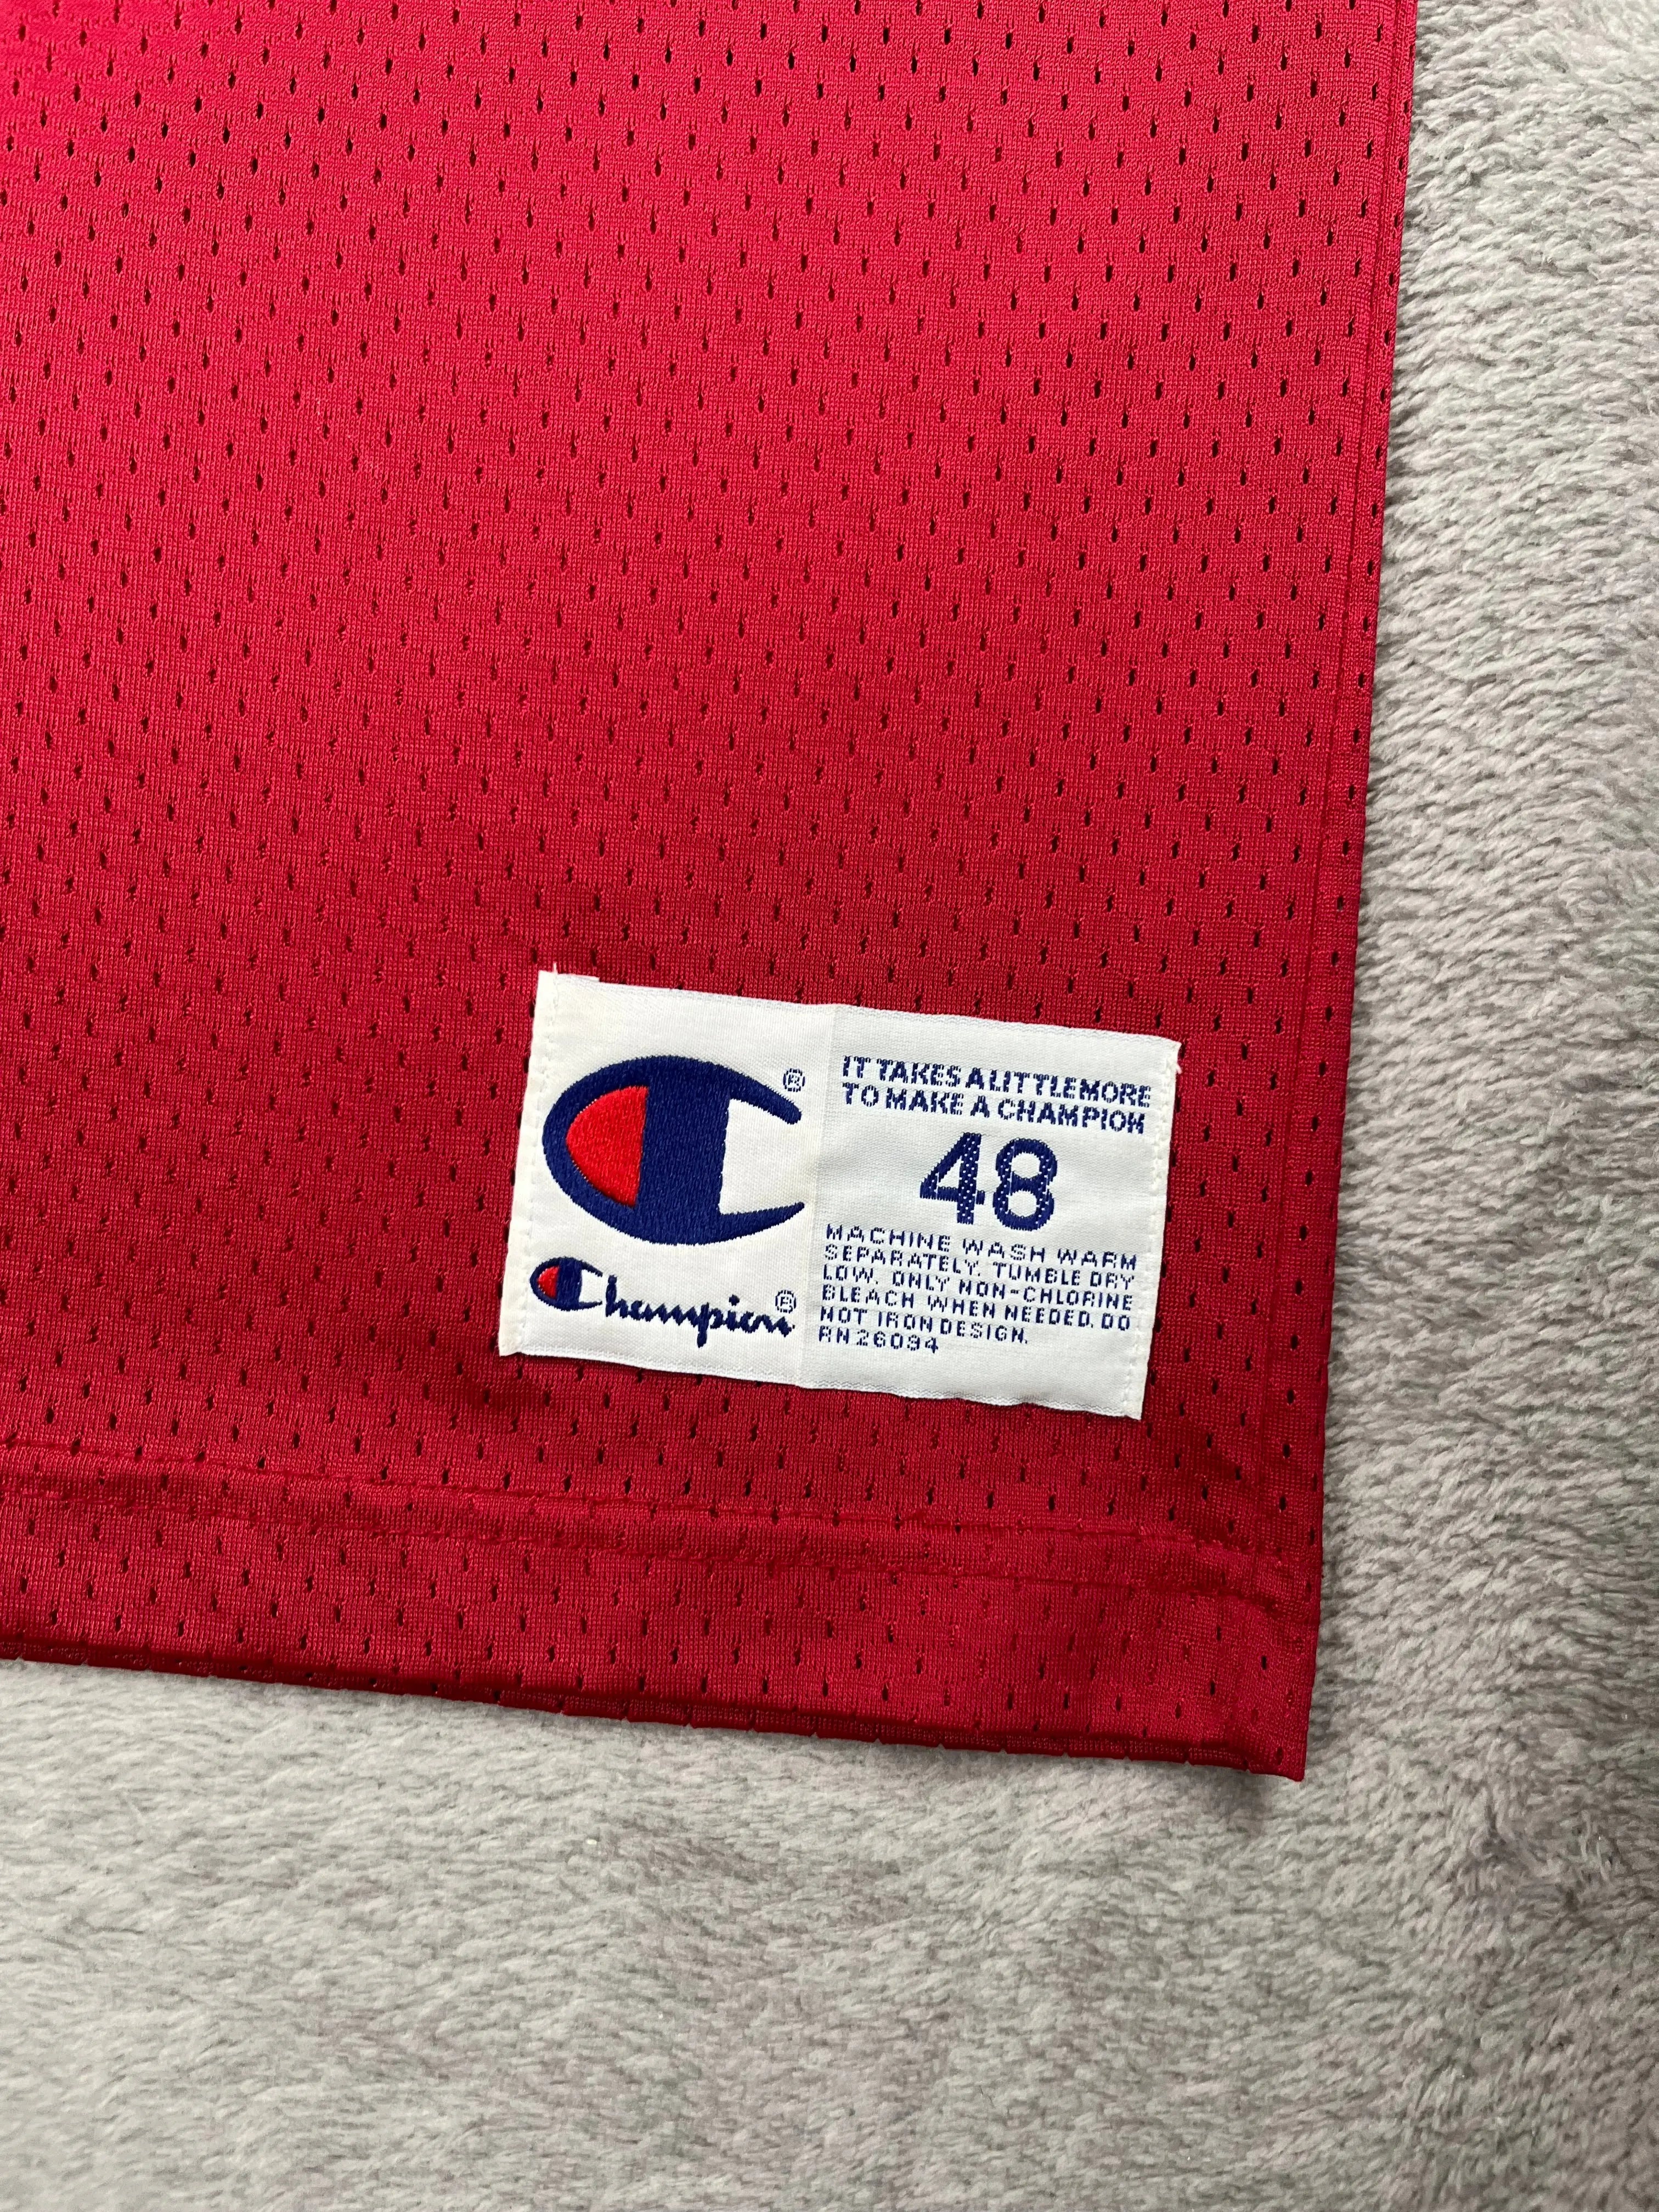 ®
Champion®
IT TAKES A LITTLE MORE
TO MAKE A CHAMPION
48
MACHINE WASH WARM
SEPARATELY. TUMBLE DRY
LOW. ONLY NON-CHLORINE
BLEACH WHEN NEEDED. DO
NOT IRON DESIGN.
RN 26094